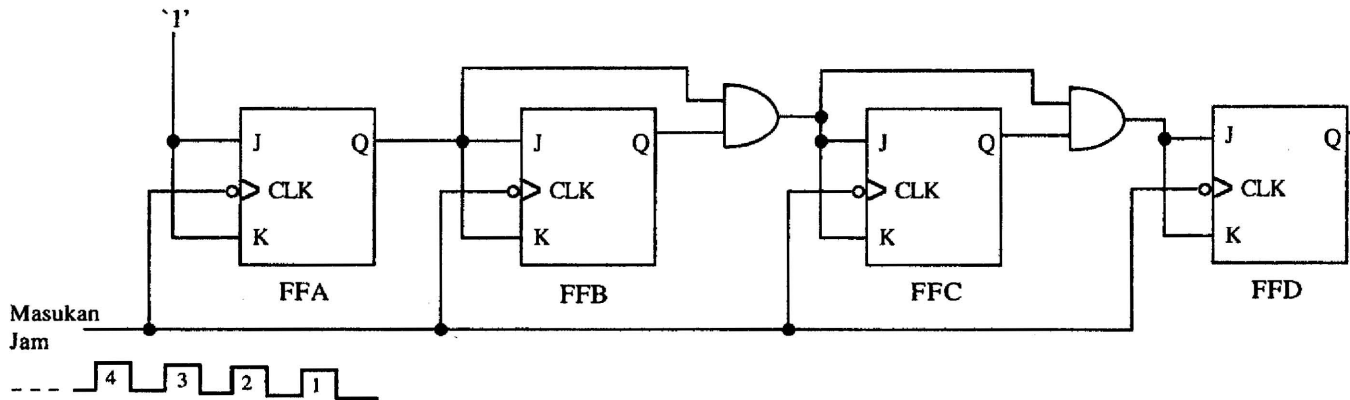 ‘1’
J Q J Q J Q J Q
CLK CLK CLK CLK
K K K K
FFA FFB FFC FFD
Masukan
Jam
4 3 2 1